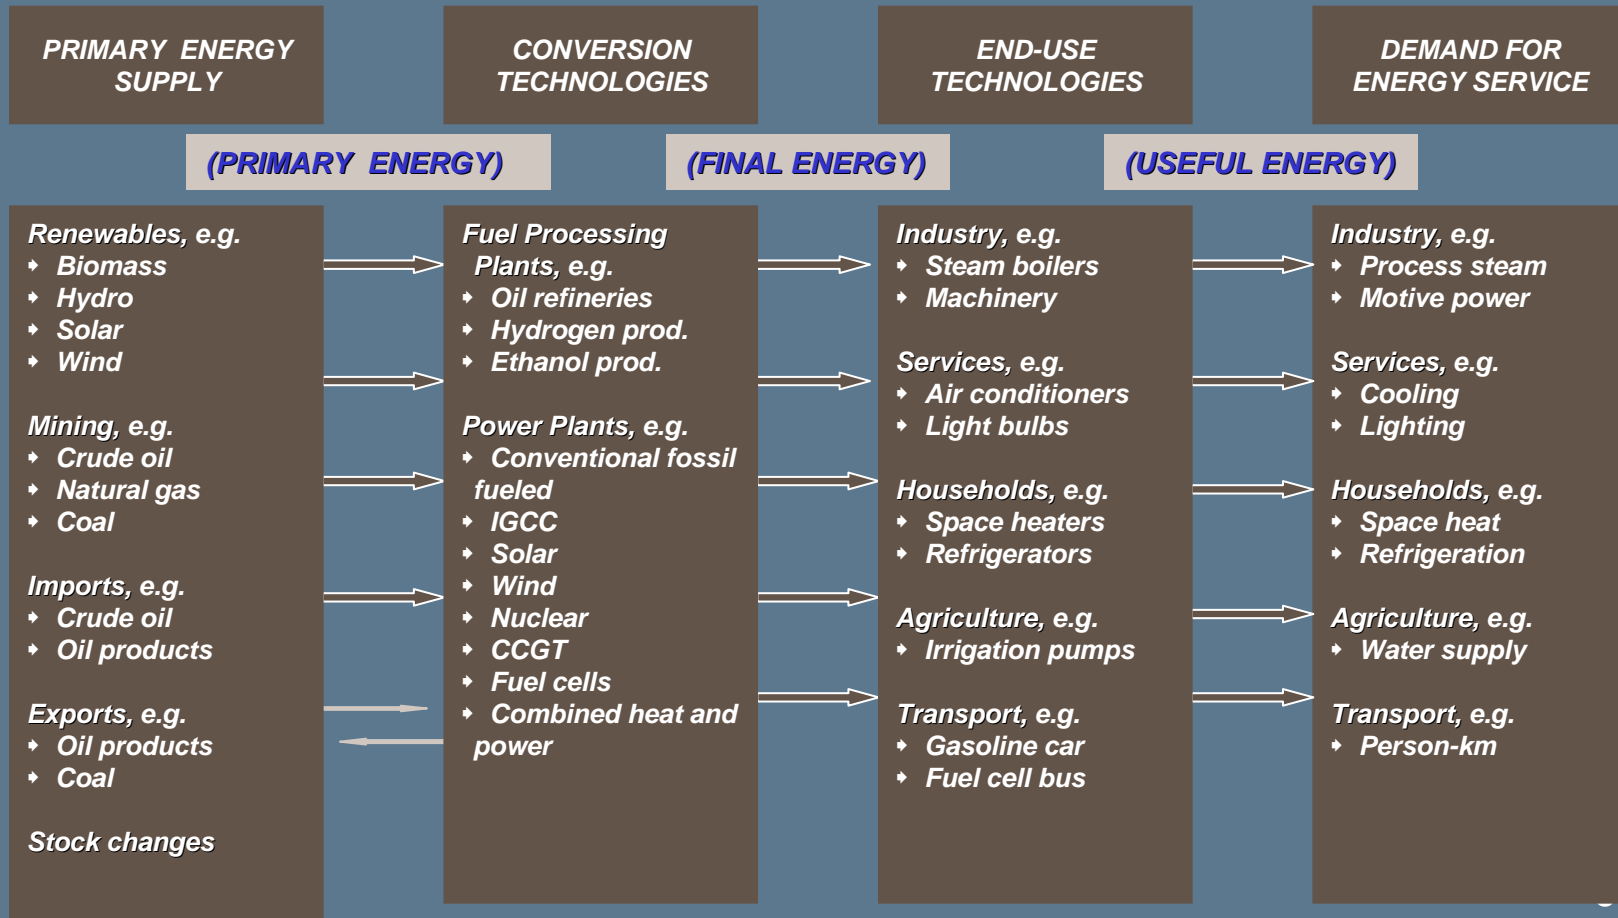 PRIMARY ENERGY
SUPPLY
CONVERSION
TECHNOLOGIES
END-USE
TECHNOLOGIES
DEMAND FOR
ENERGY SERVICE
(PRIMARY ENERGY)
(FINAL ENERGY)
(USEFUL ENERGY)
Renewables, e.g.
Biomass
Hydro
Solar
Wind
Mining, e.g.
Crude oil
Natural gas
Coal
Imports, e.g.
Crude oil
Oil products
Exports, e.g.
Oil products
Coal
Stock changes
Fuel Processing
Plants, e.g.
Oil refineries
Hydrogen prod.
Ethanol prod.
Power Plants, e.g.
Conventional fossil
fueled
IGCC
Solar
Wind
Nuclear
CCGT
Fuel cells
Combined heat and
power
Industry, e.g.
Steam boilers
Machinery
Services, e.g.
Air conditioners
Light bulbs
Households, e.g.
Space heaters
Refrigerators
Agriculture, e.g.
Irrigation pumps
Transport, e.g.
Gasoline car
Fuel cell bus
Industry, e.g.
Process steam
Motive power
Services, e.g.
Cooling
Lighting
Households, e.g.
Space heat
Refrigeration
Agriculture, e.g.
Water supply
Transport, e.g.
Person-km